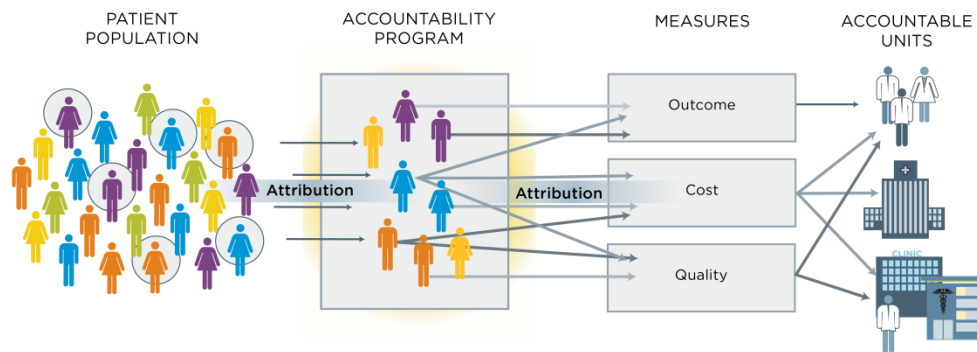 PATIENT
POPULATION
ACCOUNTABILITY
PROGRAM
MEASURES
ACCOUNTABLE
UNITS
Outcome
Attribution
Attribution
Cost
Quality
CLINIC